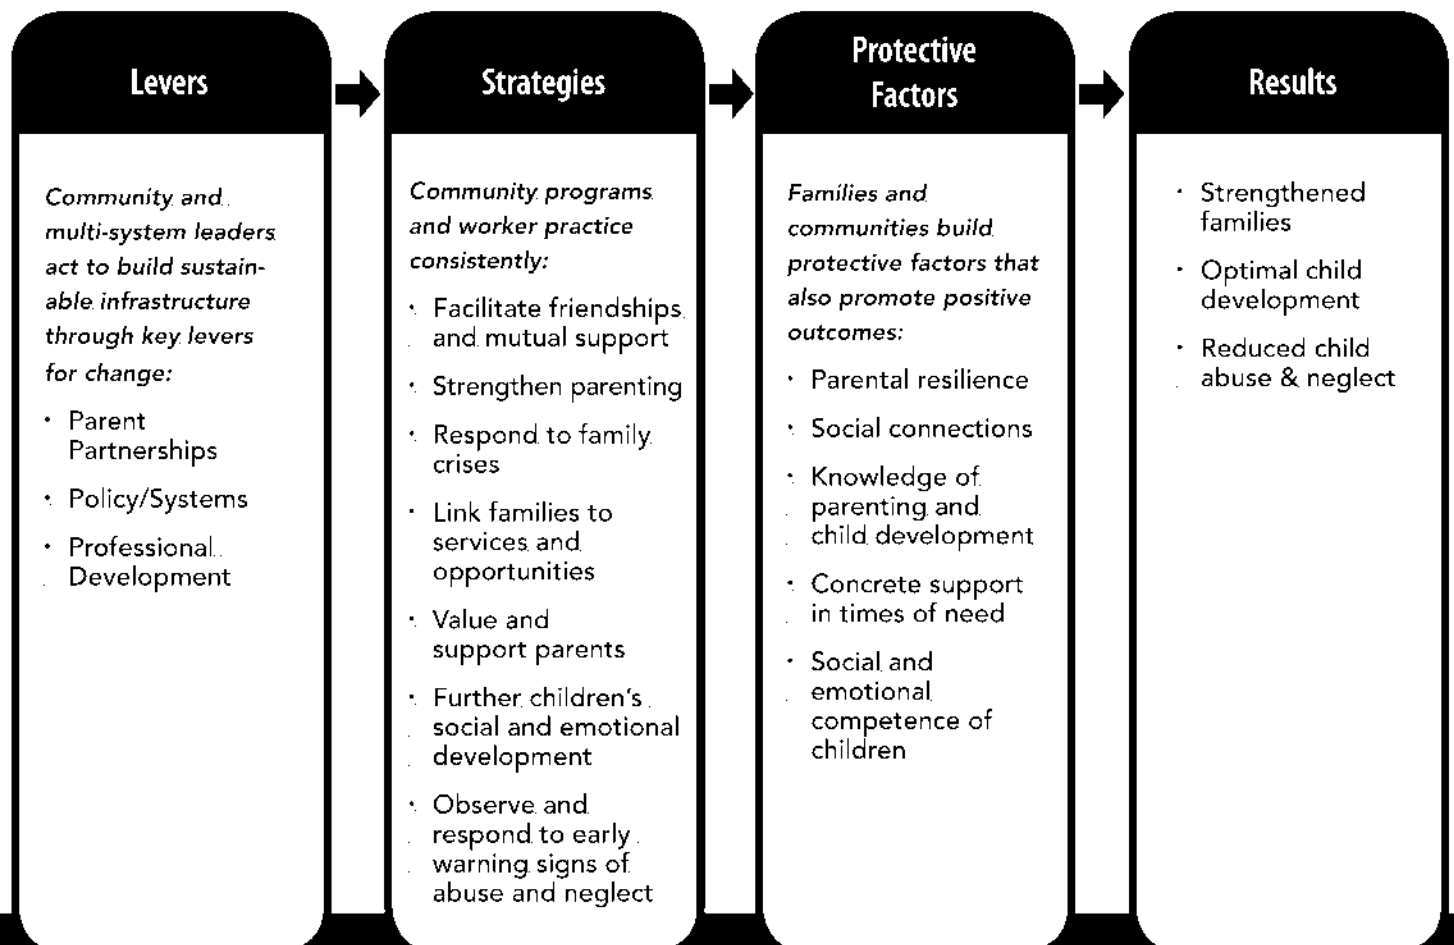 Levers
Community and
multi-system leaders
act to build sustain-
able infrastructure
through key levers
for change:
· Parent
Partnerships
· Policy/Systems
· Professional
Development
Strategies
Community programs
and worker practice
consistently:
· Facilitate friendships
and mutual support
· Strengthen parenting
· Respond to family
crises
· Link families to
services and
opportunities
· Value and
support parents
· Further children's
social and emotional
development
· Observe and
respond to early
warning signs of
abuse and neglect
Protective
Factors
Families and
communities build
protective factors that
also promote positive
outcomes:
· Parental resilience
· Social connections
· Knowledge of
parenting and
child development
· Concrete support
in times of need
· Social and
emotional
competence of
children
Results
· Strengthened
families
· Optimal child
development
· Reduced child
abuse & neglect